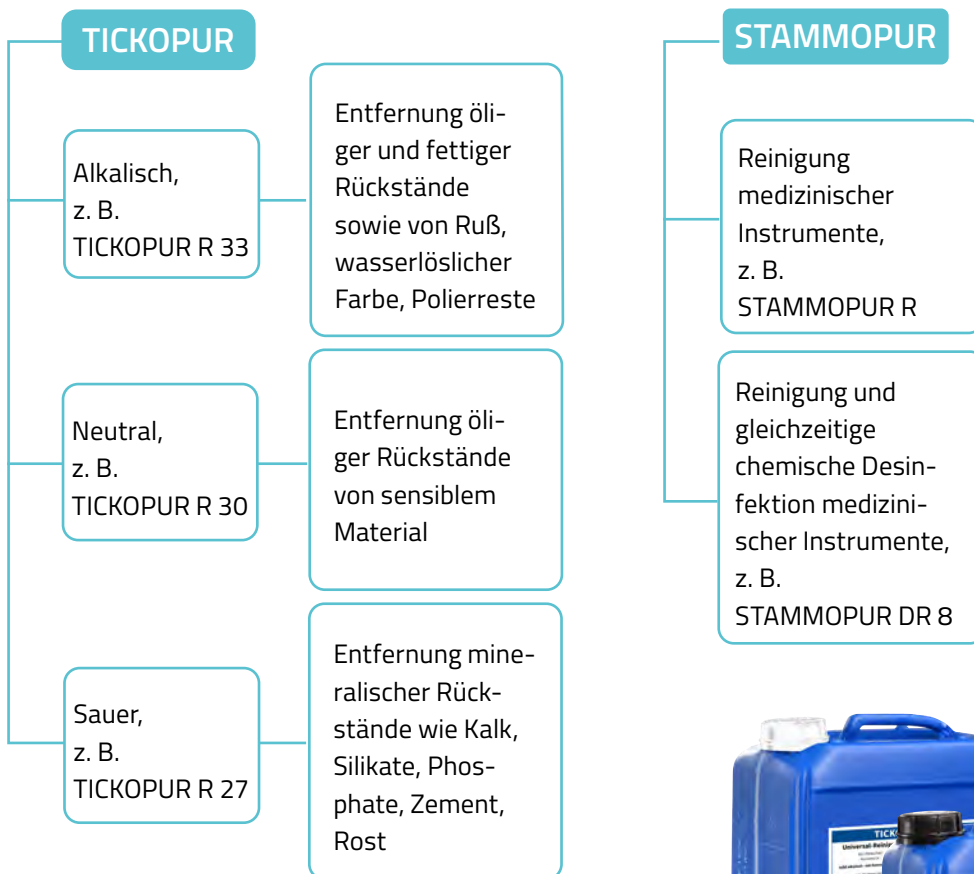 TICKOPUR
Alkalisch,
z. B.
TICKOPUR R 33
Entfernung öli-
ger und fettiger
Rückstände
sowie von Ruß,
wasserlöslicher
Farbe, Polierreste
Neutral,
z. B.
TICKOPUR R 30
Entfernung öli-
ger Rückstände
von sensiblem
Material
Sauer,
z. B.
TICKOPUR R 27
Entfernung mine-
ralischer Rück-
stände wie Kalk,
Silikate, Phos-
phate, Zement,
Rost
STAMMOPUR
Reinigung
medizinischer
Instrumente,
z. B.
STAMMOPUR R
Reinigung und
gleichzeitige
chemische Desin-
fektion medizini-
scher Instrumente,
z. B.
STAMMOPUR DR 8